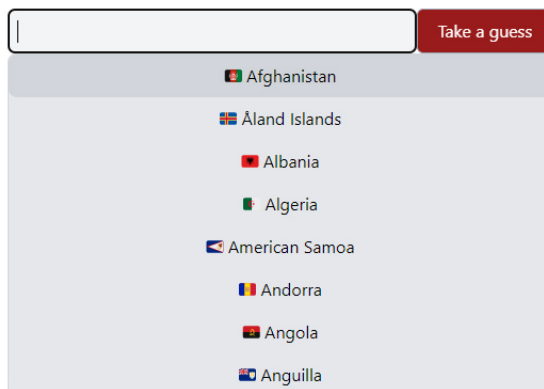 Take a guess
Afghanistan
Åland Islands
Albania
Algeria
American Samoa
Andorra
Angola
Anguilla